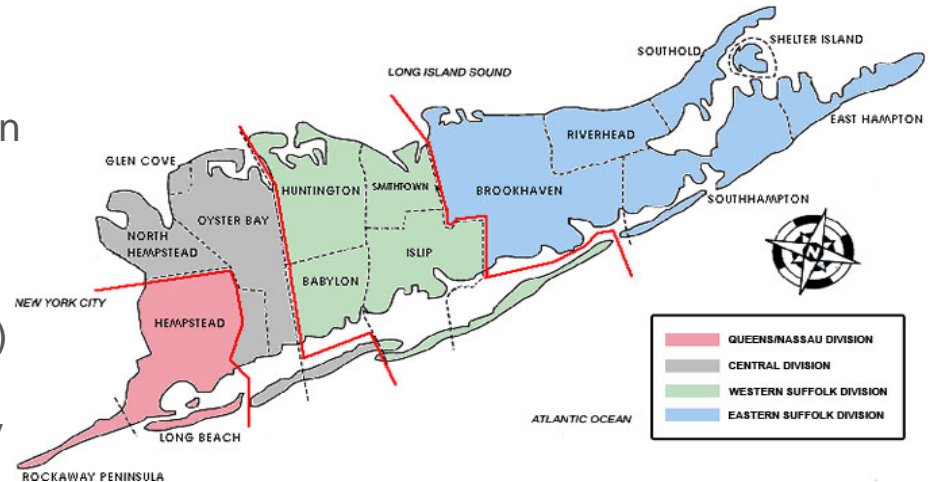 n
)
y
LONG ISLAND SOUND
SOUTHOLD
SHELTER ISLAND
GLEN COVE
RIVERHEAD
EAST HAMPTON
HUNTINGTON
SMITHTOWN
BROOKHAVEN
OYSTER BAY
SOUTHHAMPTON
NORTH
HEMPSTEAD
ISLIP
BABYLON
N
NEW YORK CITY
HEMPSTEAD
QUEENS/NASSAU DIVISION
CENTRAL DIVISION
WESTERN SUFFOLK DIVISION
EASTERN SUFFOLK DIVISION
ATLANTIC OCEAN
LONG BEACH
ROCKAWAY PENINSULA